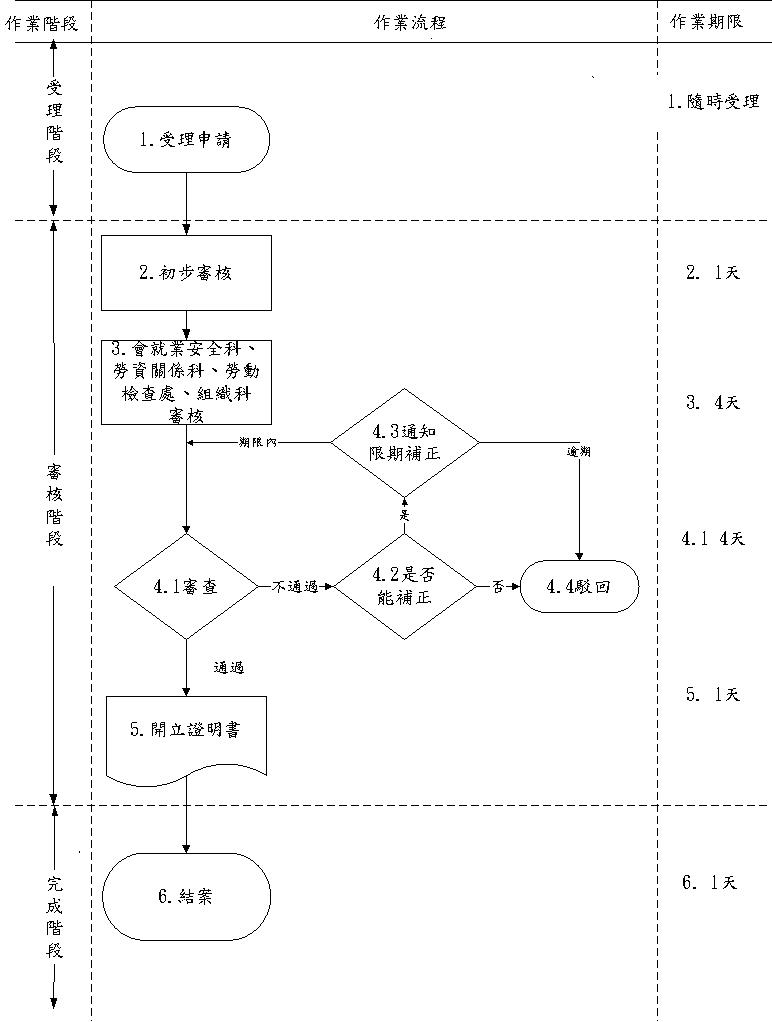 作業階段
作業流程
作業期限
受理階段
1.受理申請
1.隨時受理
審核階段
2.初步審核
2. 1天
3.會就業安全科、
勞資關係科、勞動
檢查處、組織科
審核
3. 4天
4.3通知
限期補正
期限內
逾期
是
4.1審查
不通過
4.2是否
能補正
否
4.4駁回
4.1 4天
通過
5.開立證明書
5. 1天
完成階段
6.結案
6. 1天